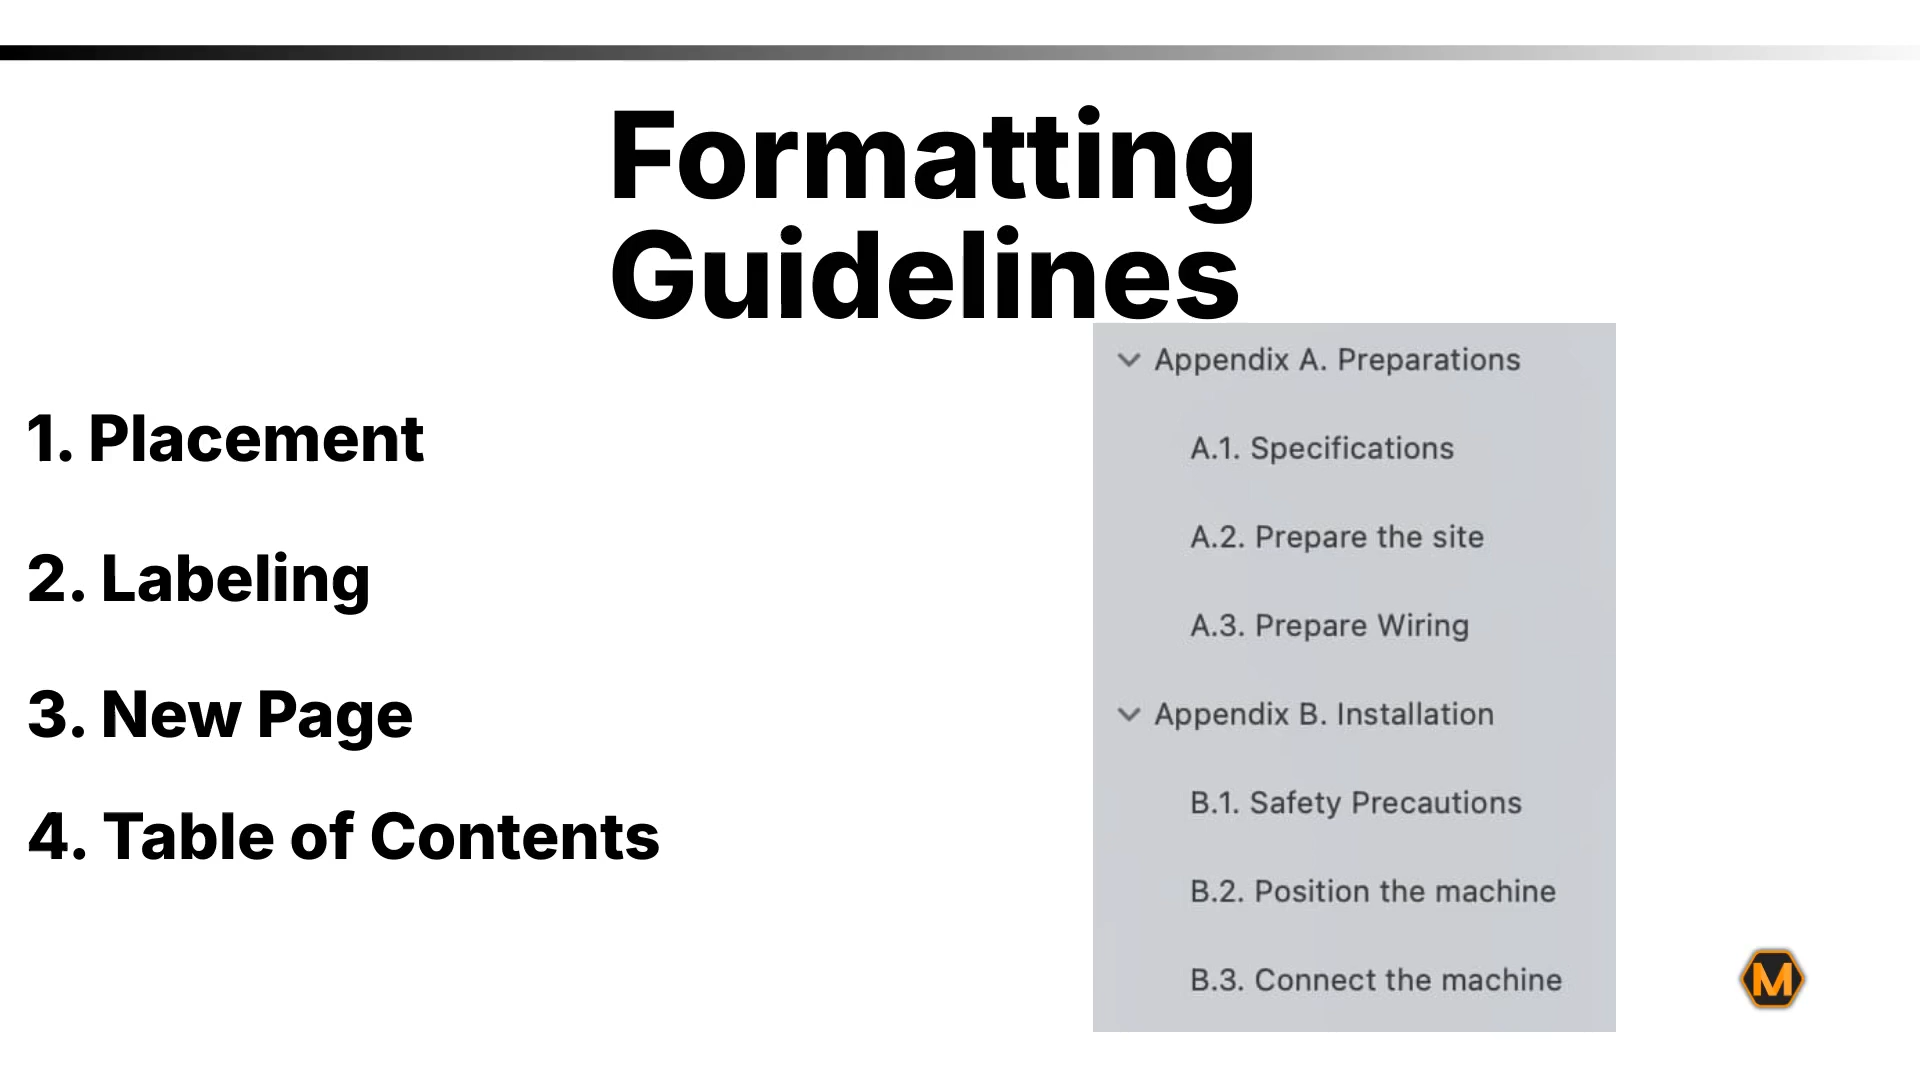 Formatting
Guidelines
1. Placement
2. Labeling
3. New Page
4. Table of Contents
Appendix A. Preparations
A.1. Specifications
A.2. Prepare the site
A.3. Prepare Wiring
Appendix B. Installation
B.1. Safety Precautions
B.2. Position the machine
B.3. Connect the machine
M